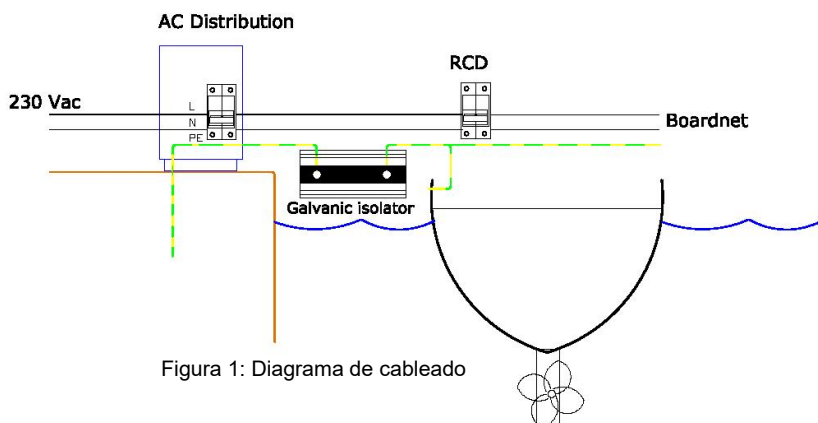 AC Distribution
RCD
230 Vac
L
N
PE
Boardnet
Galvanic isolator
Figura 1: Diagrama de cableado